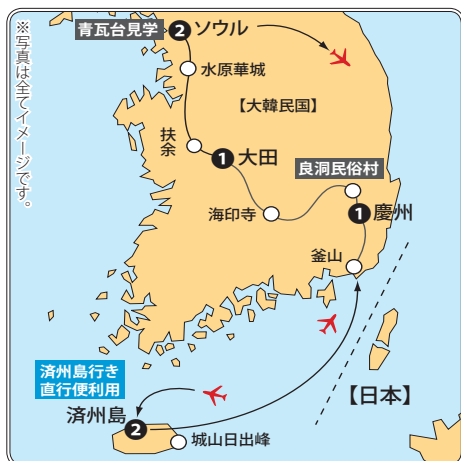 ※写真は全てイメージです。
青瓦台見学
2 ソウル
水原華城
【大韓民国】
扶余
1 大田
良洞民俗村
海印寺
1 慶州
釜山
済州島行き
直行便利用
【日本】
済州島
2
城山日出峰